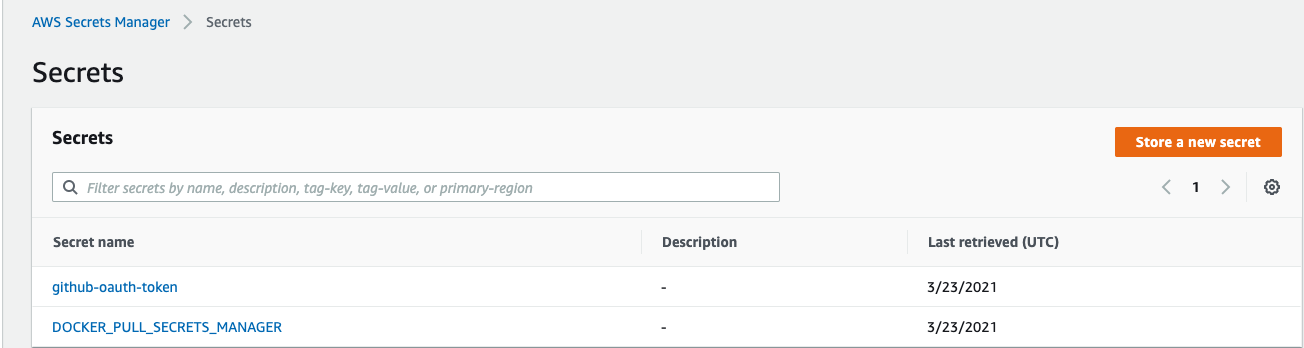 AWS Secrets Manager > Secrets
Secrets
Secrets
Store a new secret
Filter secrets by name, description, tag-key, tag-value, or primary-region
< 1 >
Secret name Description Last retrieved (UTC)
github-oauth-token - 3/23/2021
DOCKER_PULL_SECRETS_MANAGER - 3/23/2021